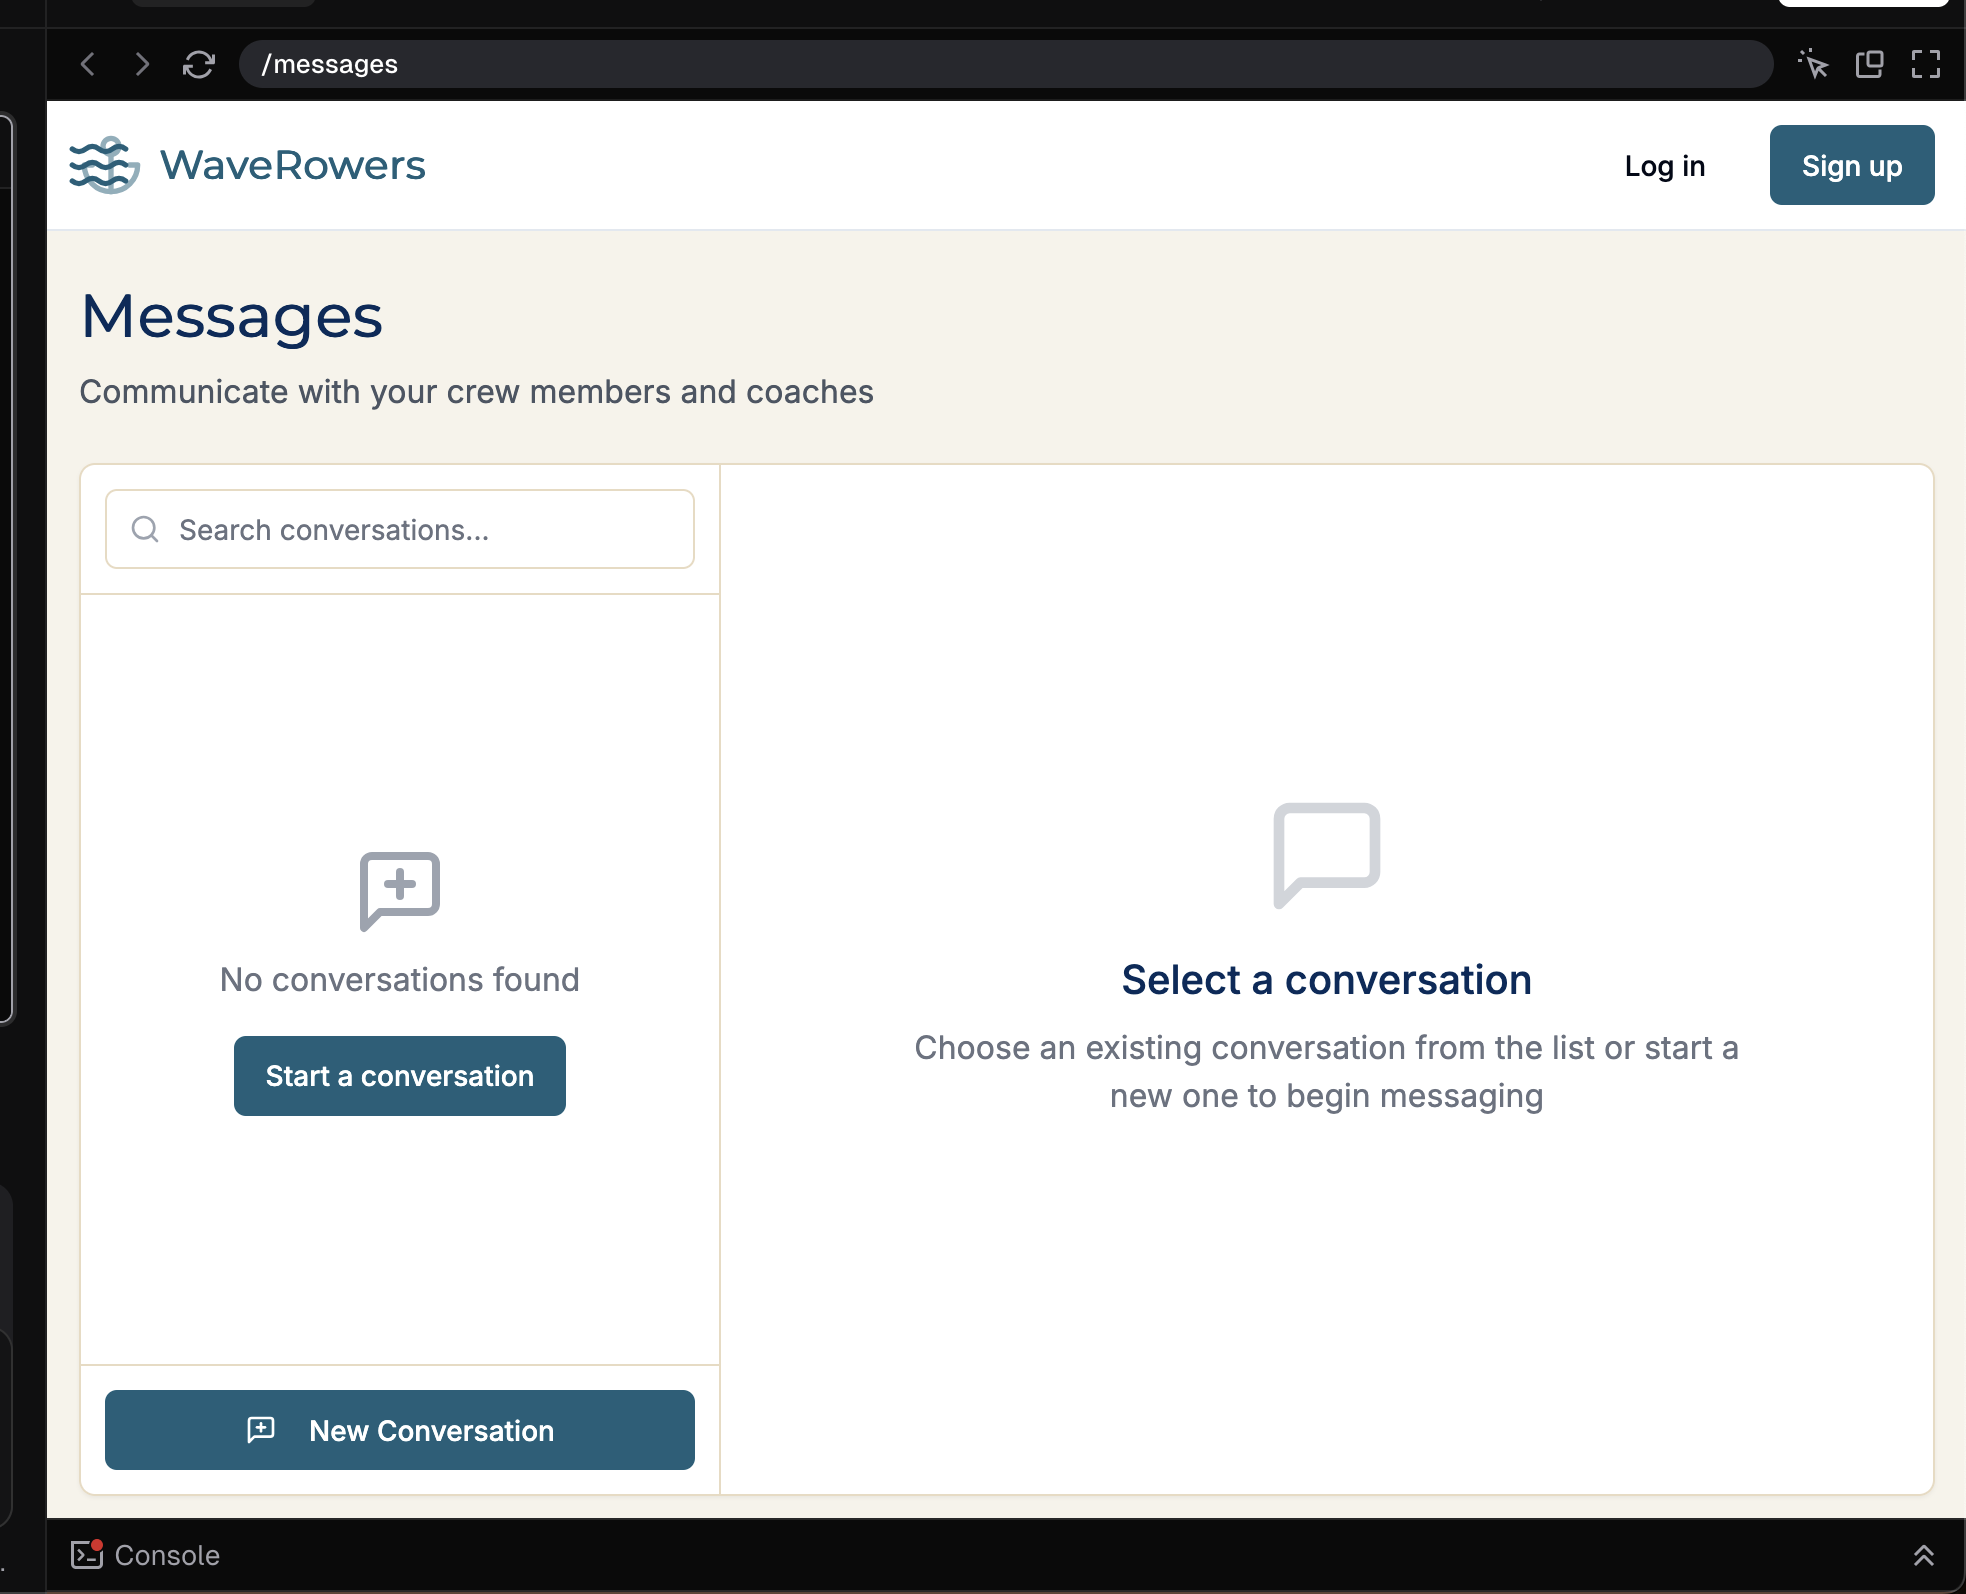 /messages
WaveRowers
Log in
Sign up
Messages
Communicate with your crew members and coaches
Search conversations...
No conversations found
Start a conversation
Select a conversation
Choose an existing conversation from the list or start a
new one to begin messaging
New Conversation
Console